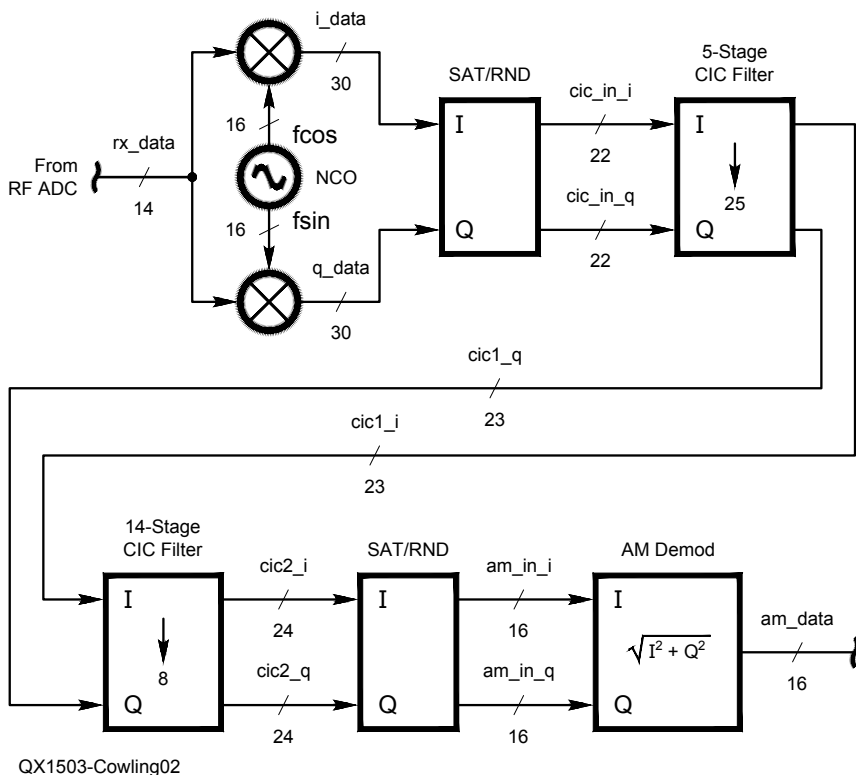 i_data
30
SAT/RND
5-Stage
CIC Filter
16
fcos
rx_data
From
RF ADC
14
NCO
16
fsin
q_data
30
I
Q
cic_in_i
22
cic_in_q
22
I
25
Q
cic1_q
23
cic1_i
23
14-Stage
CIC Filter
I
8
Q
cic2_i
24
cic2_q
24
SAT/RND
I
Q
am_in_i
16
am_in_q
16
AM Demod
I
√I² + Q²
Q
am_data
16
QX1503-Cowling02